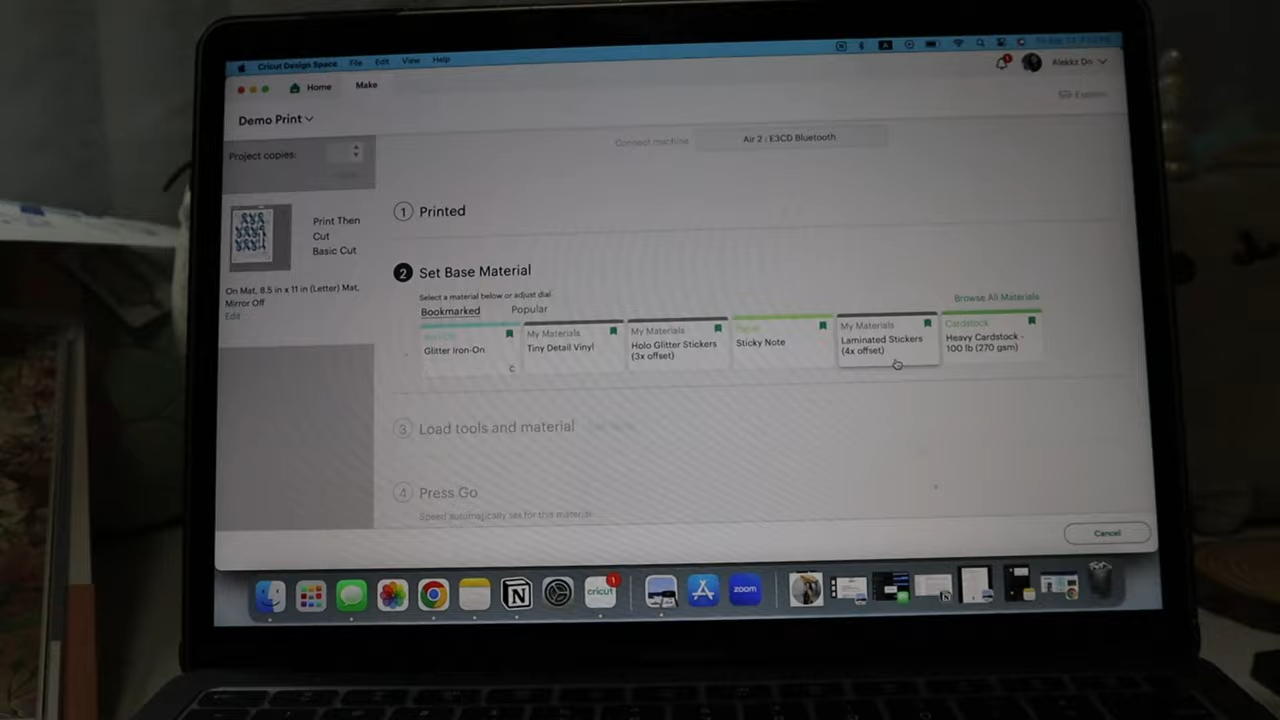 Cricut Design Space File Edit View Help
Home Make
Alekkz Do
Demo Print
Project copies:
Connect machine
Air 2 : E3CD Bluetooth
1 Printed
Print Then
Cut
Basic Cut
On Mat, 8.5 in x 11 in (Letter) Mat,
Mirror Off
Edit
2 Set Base Material
Select a material below or adjust dial
Bookmarked Popular
Browse All Materials
Glitter Iron-On
C
My Materials
Tiny Detail Vinyl
My Materials
Holo Glitter Stickers
(3x offset)
Sticky Note
My Materials
Laminated Stickers
(4x offset)
Cardstock
Heavy Cardstock -
100 lb (270 gsm)
3 Load tools and material
4 Press Go
Speed automatically set for this material
Cancel
cricut
1
zoom